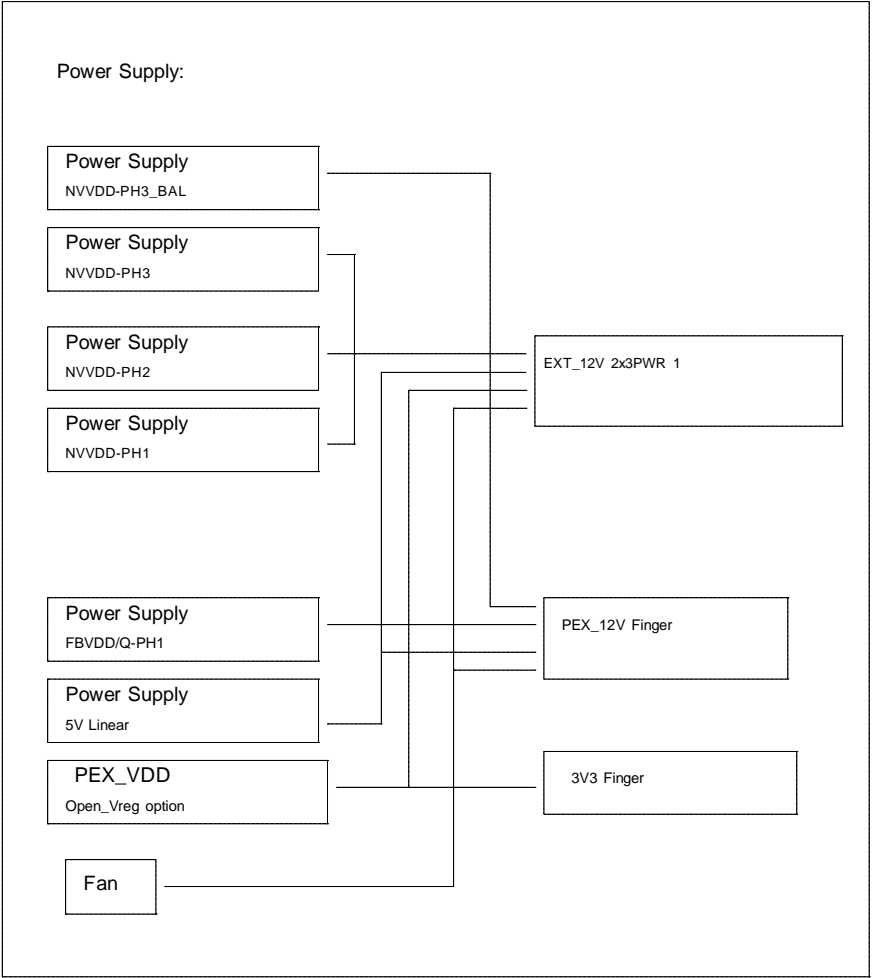 Power Supply:
Power Supply
NVVDD-PH3_BAL
Power Supply
NVVDD-PH3
Power Supply
NVVDD-PH2
EXT_12V 2x3PWR 1
Power Supply
NVVDD-PH1
Power Supply
FBVDD/Q-PH1
PEX_12V Finger
Power Supply
5V Linear
PEX_VDD
Open_Vreg option
3V3 Finger
Fan